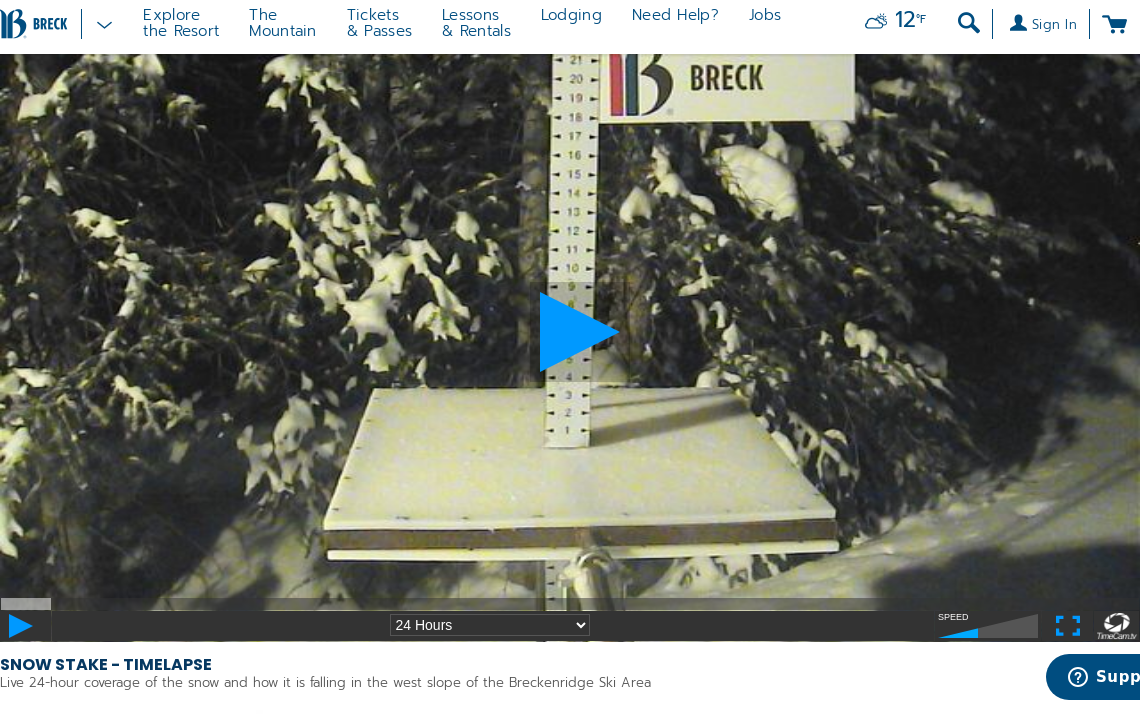 BRECK
Explore
the Resort
The
Mountain
Tickets
& Passes
Lessons
& Rentals
Lodging
Need Help?
Jobs
12°F
Sign In
BRECK
21
20
19
18
17
16
15
14
13
12
11
10
9
8
5
4
3
2
1
24 Hours
SPEED
TimeCam.tv
SNOW STAKE - TIMELAPSE
Live 24-hour coverage of the snow and how it is falling in the west slope of the Breckenridge Ski Area
Supp